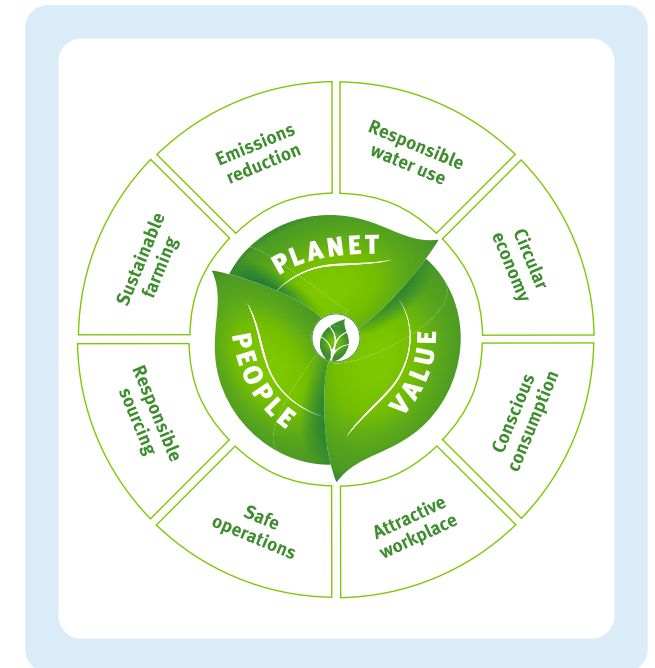 Emissions
reduction
Responsible
water use
Circular
economy
Conscious
consumption
Attractive
workplace
Safe
operations
Responsible
sourcing
Sustainable
farming
PLANET
VALUE
PEOPLE